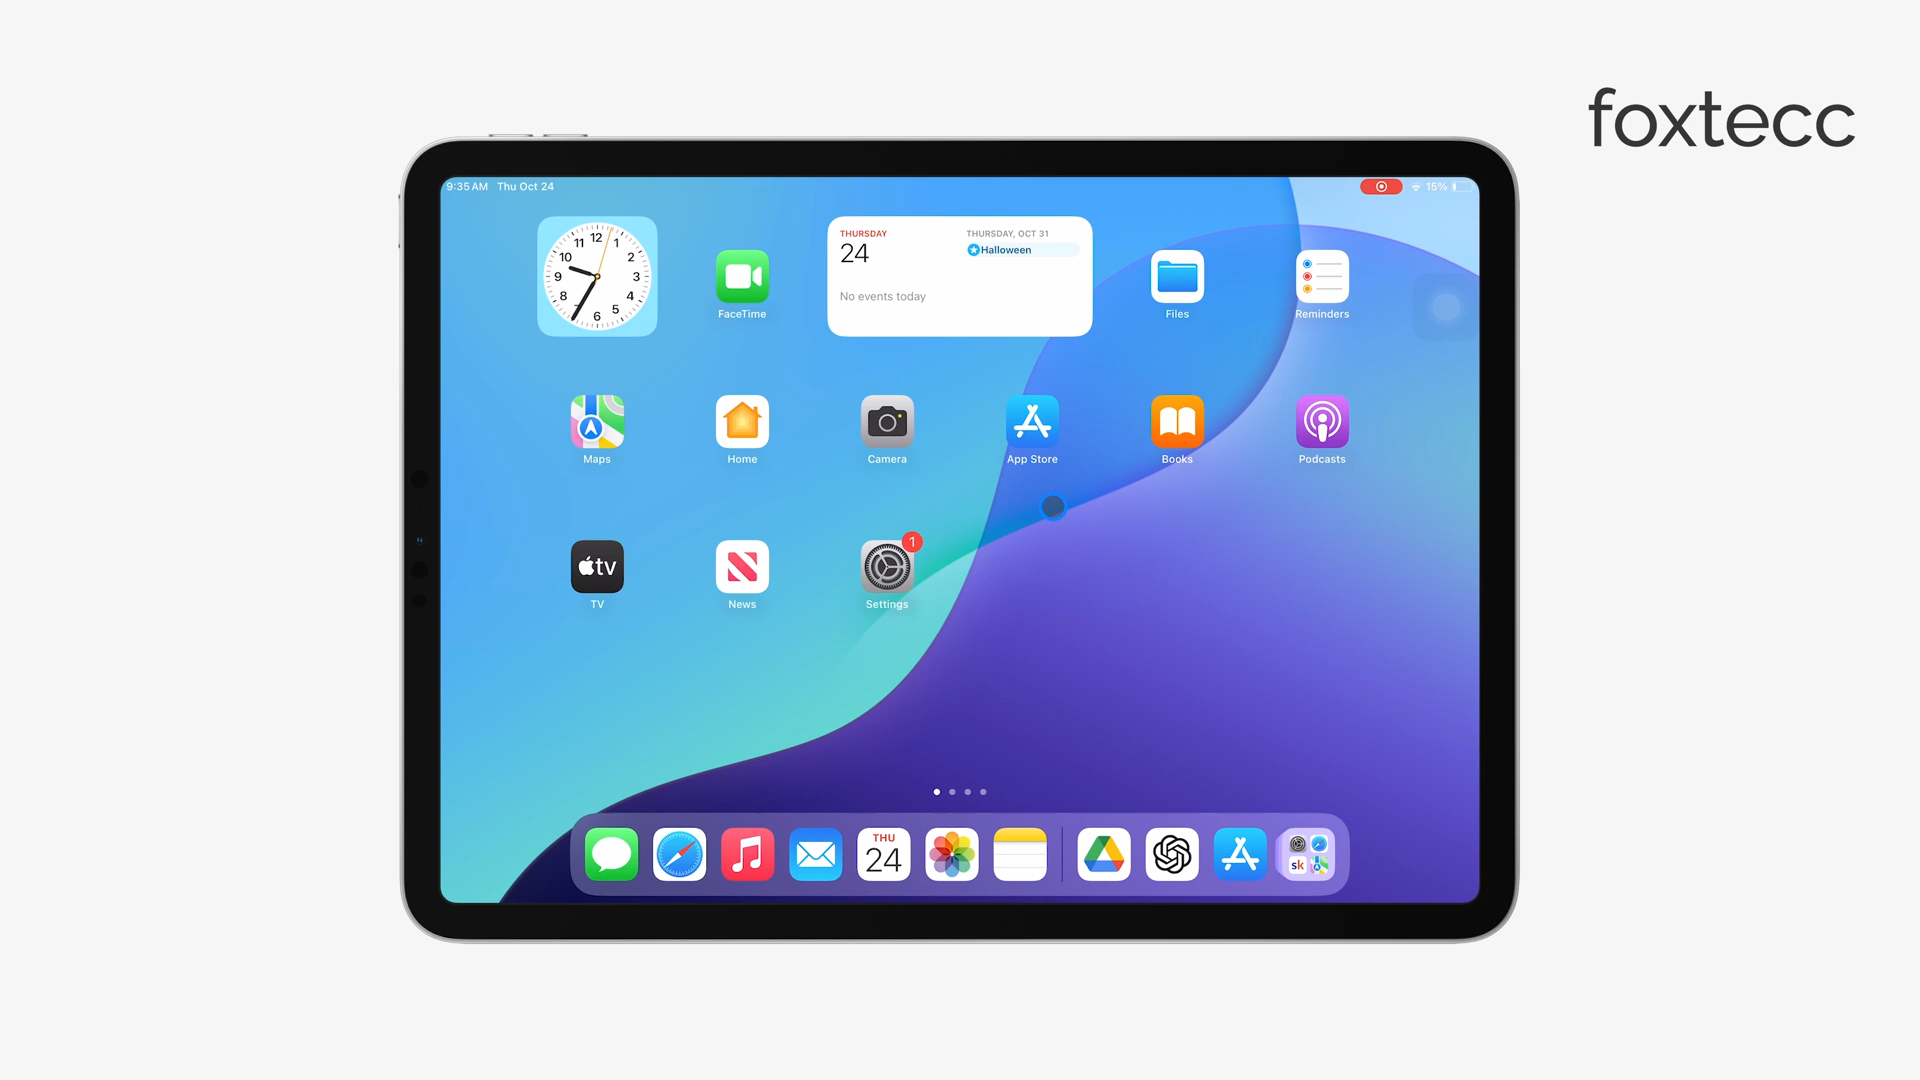 foxtecc
9:35 AM Thu Oct 24
15%
12
11 1
10 2
9 3
8 4
7 5
6
FaceTime
THURSDAY
24
No events today
THURSDAY, OCT 31
Halloween
Files
Reminders
Maps
Home
Camera
App Store
Books
Podcasts
tv
TV
News
1
Settings
THU
24
sk